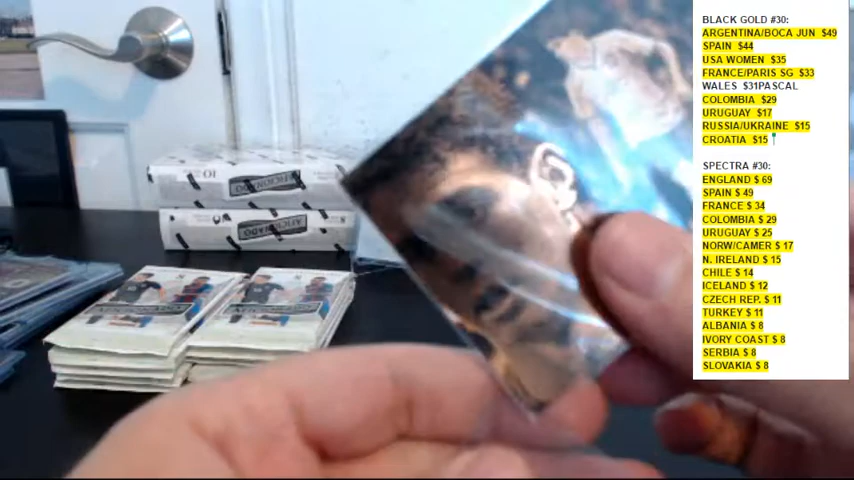 BLACK GOLD #30:
ARGENTINA/BOCA JUN $49
SPAIN $44
USA WOMEN $35
FRANCE/PARIS SG $33
WALES $31PASCAL
COLOMBIA $29
URUGUAY $17
RUSSIA/UKRAINE $15
CROATIA $15
SPECTRA #30:
ENGLAND $ 69
SPAIN $ 49
FRANCE $ 34
COLOMBIA $ 29
URUGUAY $ 25
NORW/CAMER $ 17
N. IRELAND $ 15
CHILE $ 14
ICELAND $ 12
CZECH REP. $ 11
TURKEY $ 11
ALBANIA $ 8
IVORY COAST $ 8
SERBIA $ 8
SLOVAKIA $ 8
AFICIONADO
AFICIONADO